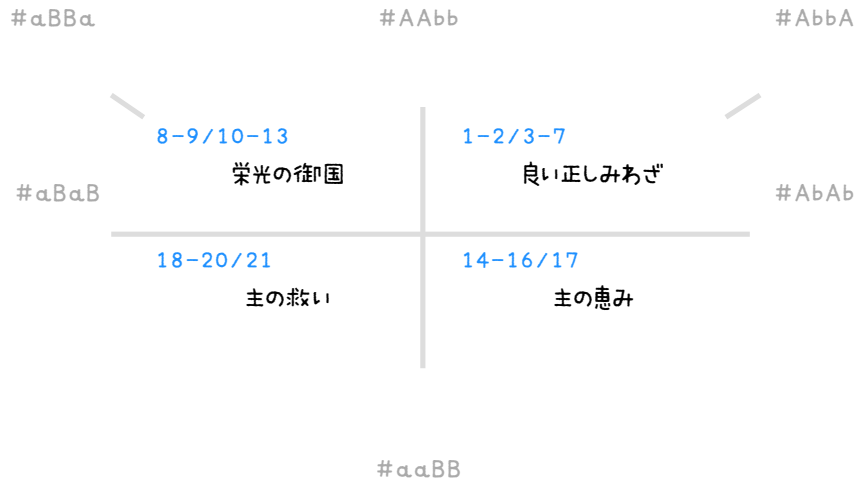 #aBBa
#AAbb
#AbbA
8-9/10-13
1-2/3-7
栄光の御国
良い正しみわざ
#aBaB
#AbAb
18-20/21
14-16/17
主の救い
主の恵み
#aaBB